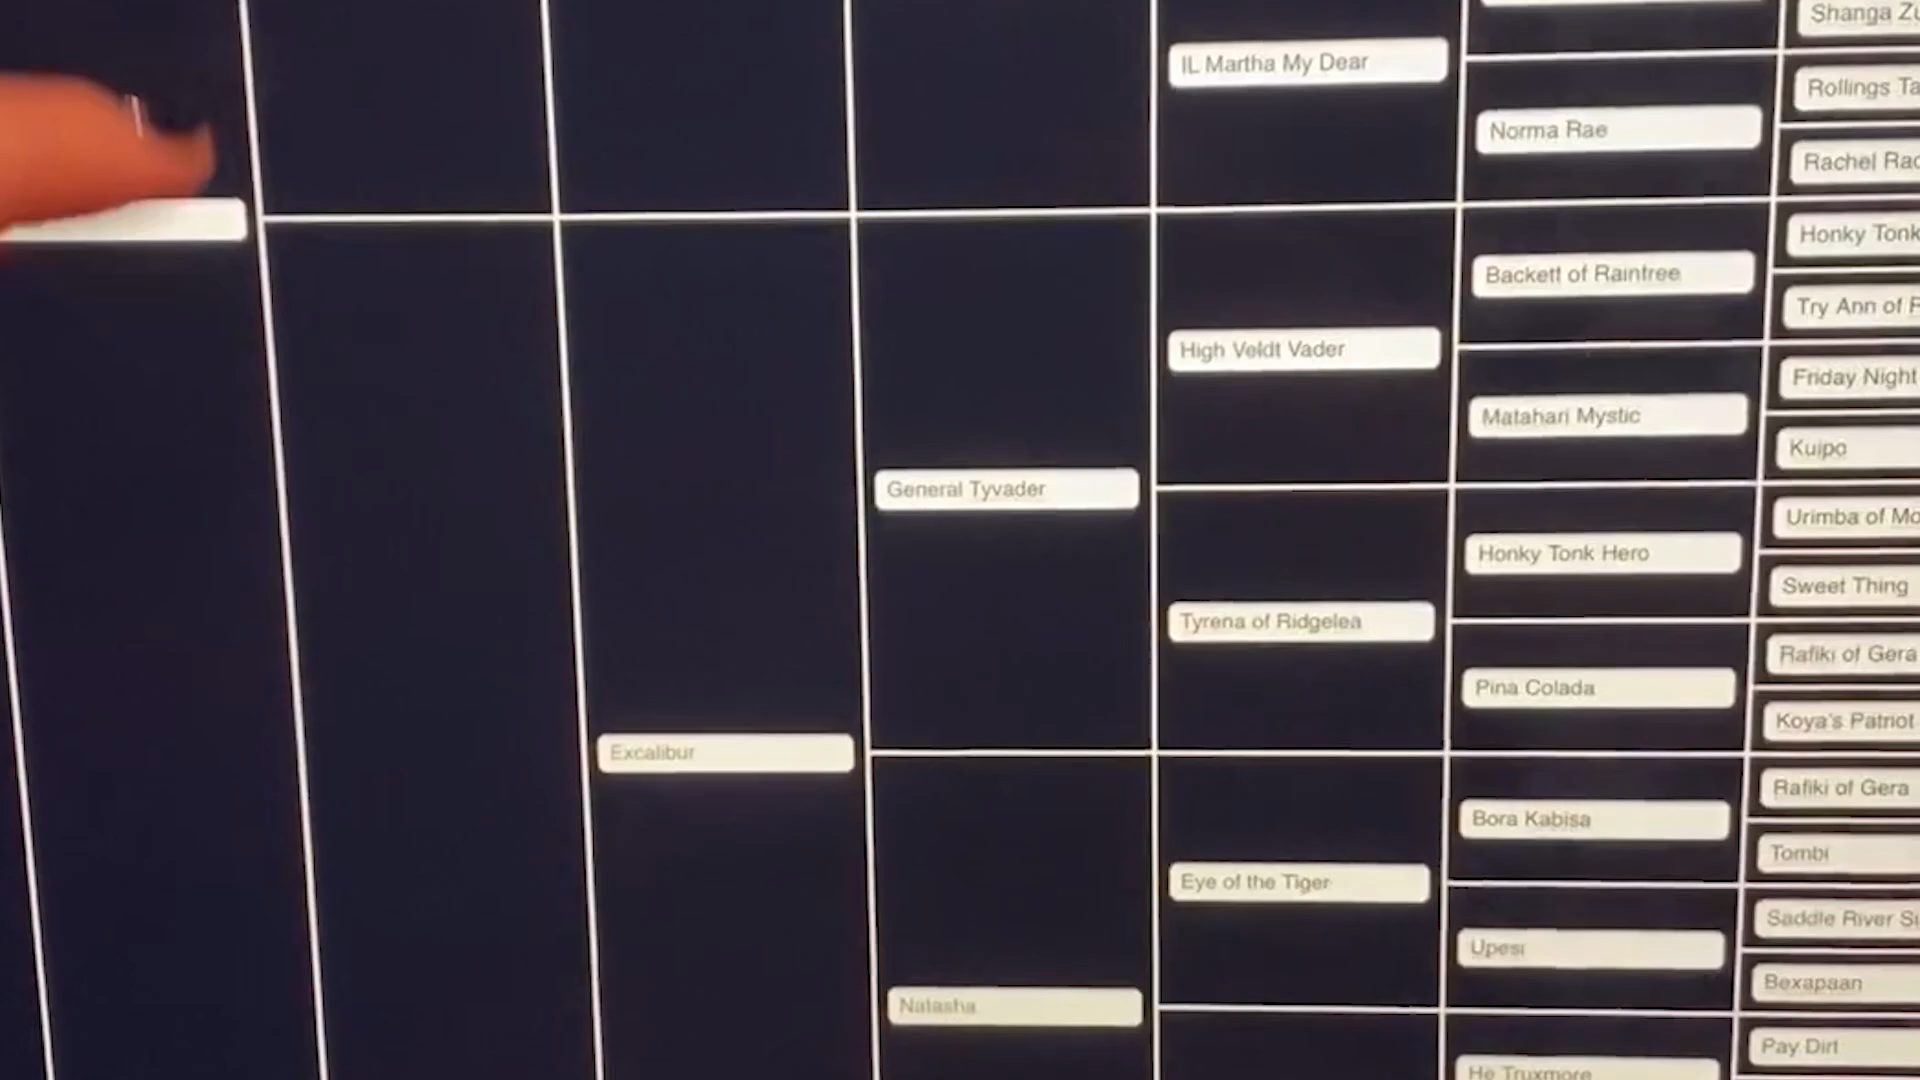 Shanga
IL Martha My Dear
Rollings
Norma Rae
Rachel
Honky Tonk
Backett of Raintree
Try Ann of
High Veldt Vader
Friday Night
Matahari Mystic
Kuipo
General Tyvader
Urimba of
Honky Tonk Hero
Sweet Thing
Tyrena of Ridgelea
Rafiki of Gera
Pina Colada
Koya's Patriot
Excalibur
Rafiki of Gera
Bora Kabisa
Tombi
Eye of the Tiger
Saddle River
Upesi
Bexapaan
Natasha
Pay Dirt
He Truxmore